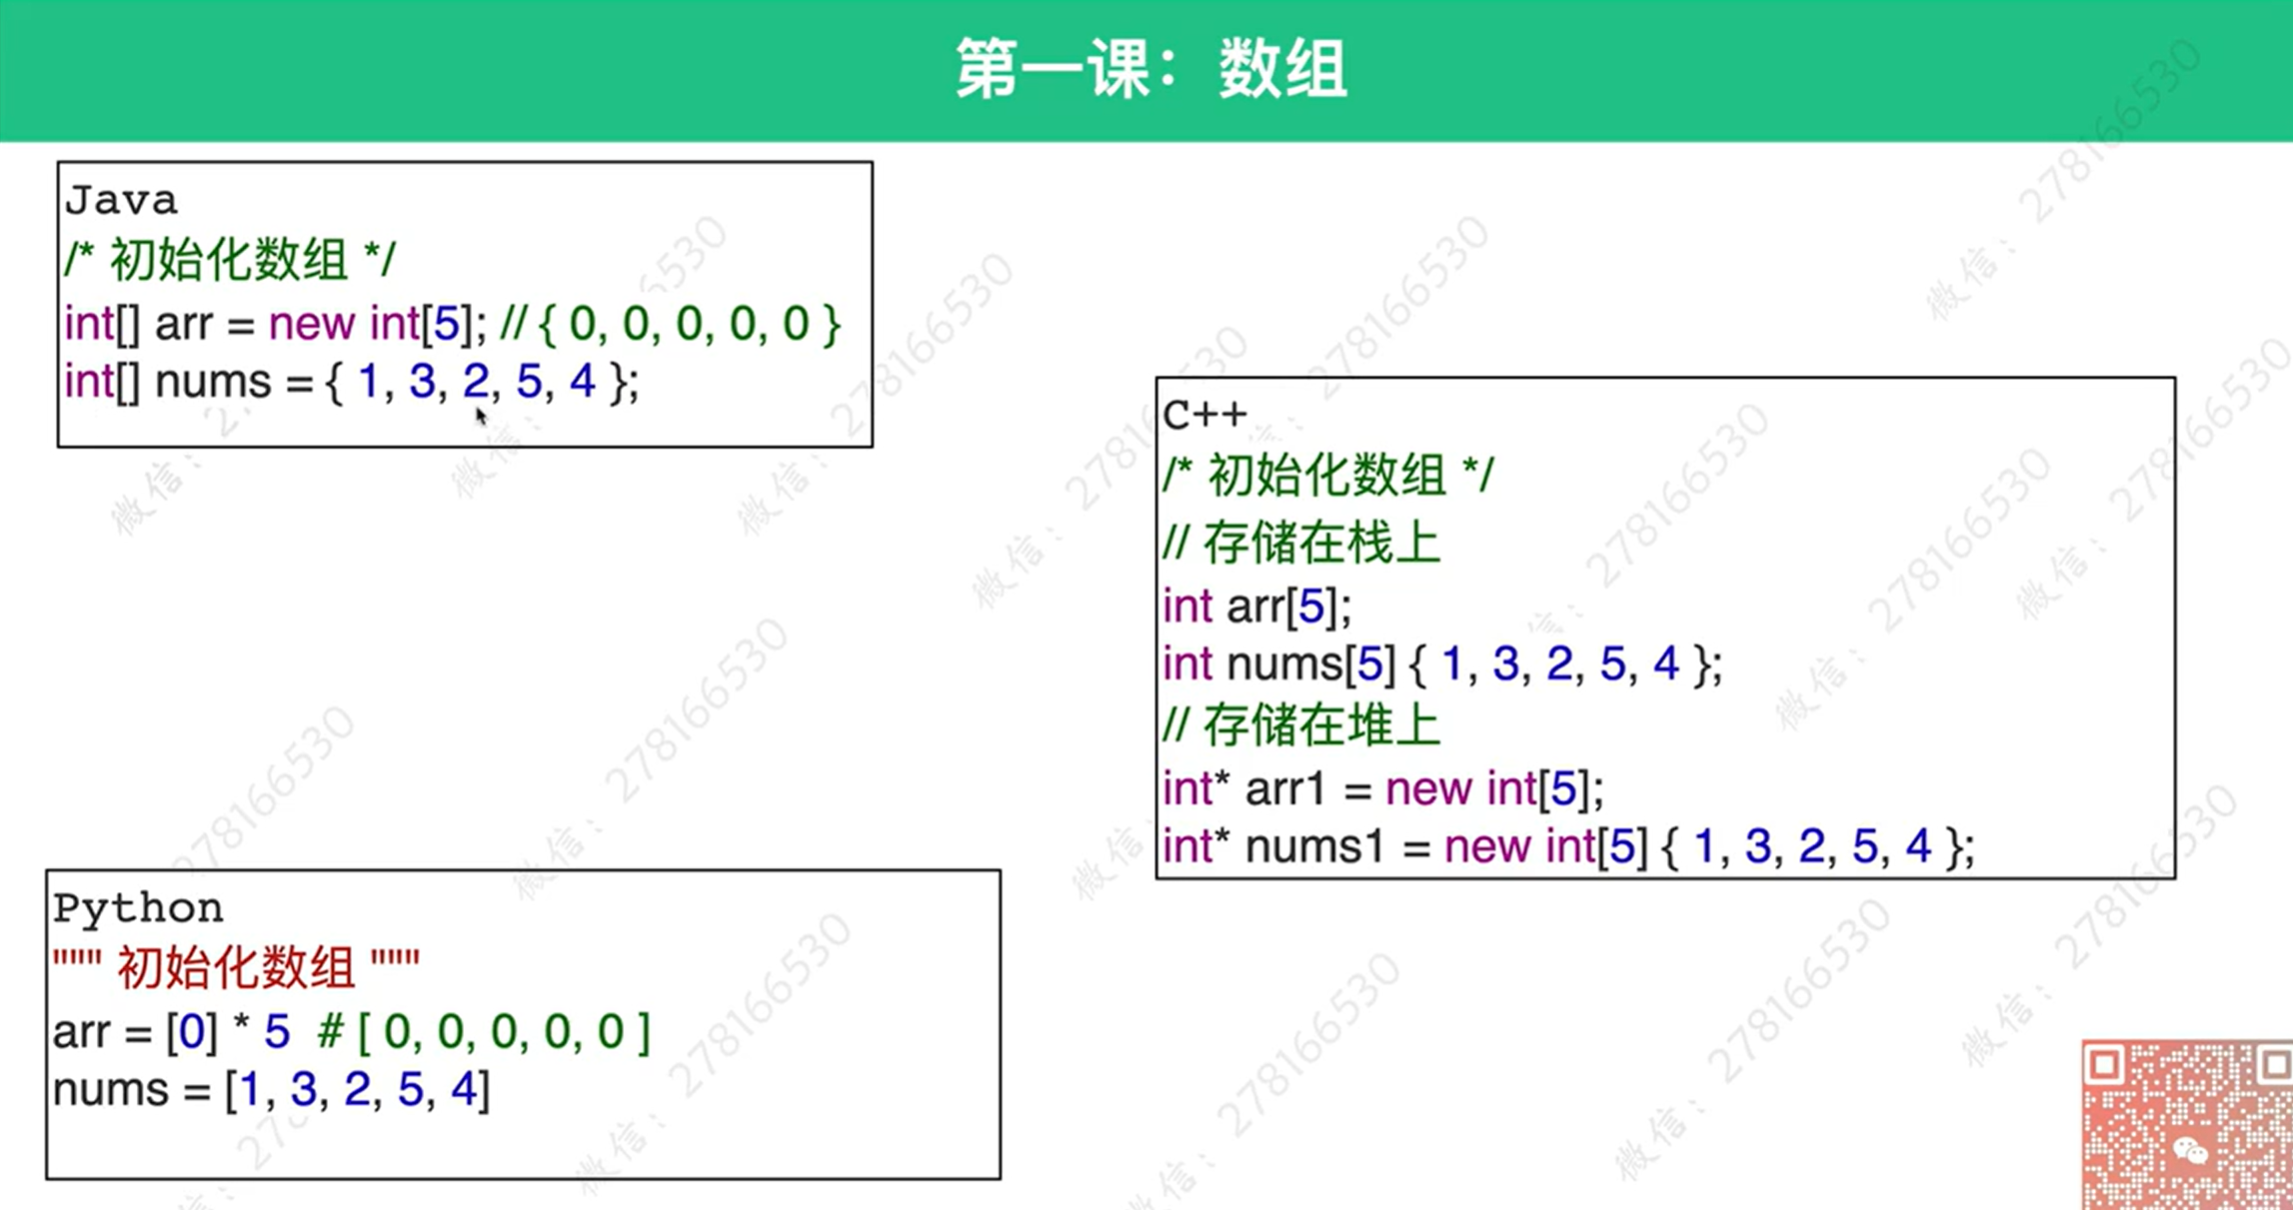 第一课：数组
Java
/* 初始化数组 */
int[] arr = new int[5]; // { 0, 0, 0, 0, 0 }
int[] nums = { 1, 3, 2, 5, 4 };
C++
/* 初始化数组 */
// 存储在栈上
int arr[5];
int nums[5] { 1, 3, 2, 5, 4 };
// 存储在堆上
int* arr1 = new int[5];
int* nums1 = new int[5] { 1, 3, 2, 5, 4 };
Python
""" 初始化数组 """
arr = [0] * 5  # [ 0, 0, 0, 0, 0 ]
nums = [1, 3, 2, 5, 4]
微信：278166530